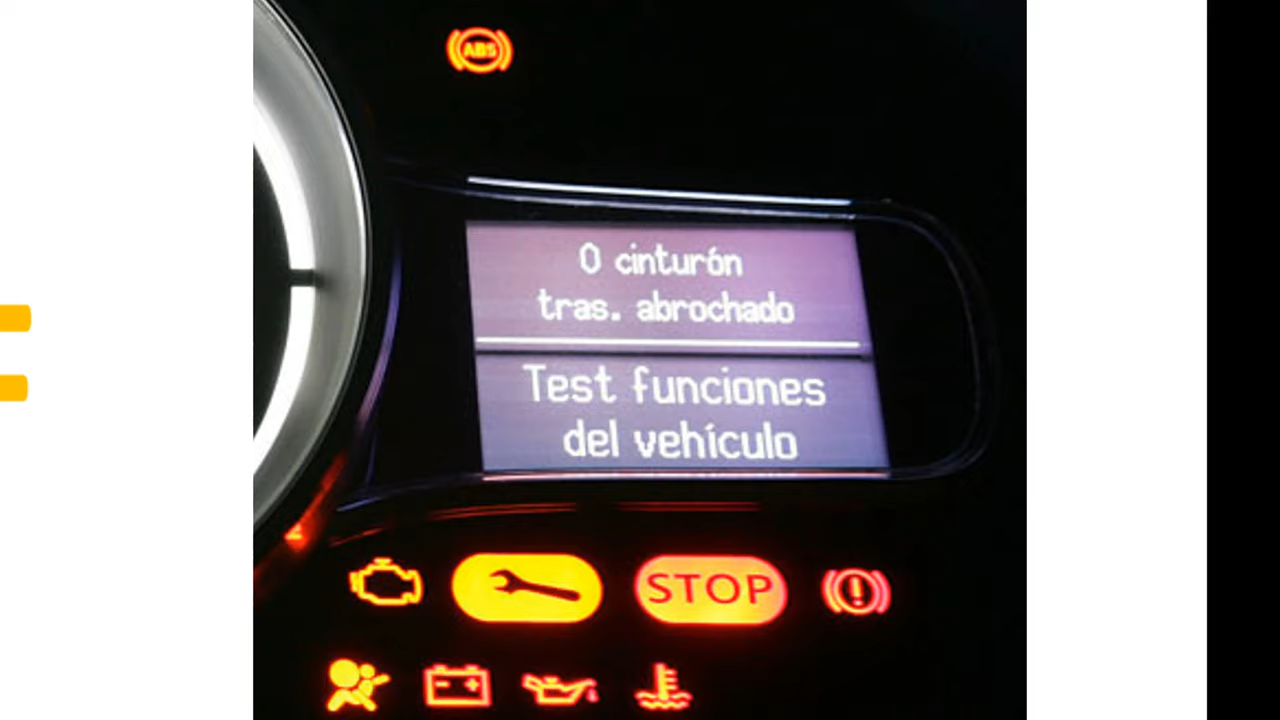 ABS
0 cinturón
tras. abrochado
Test funciones
del vehículo
STOP